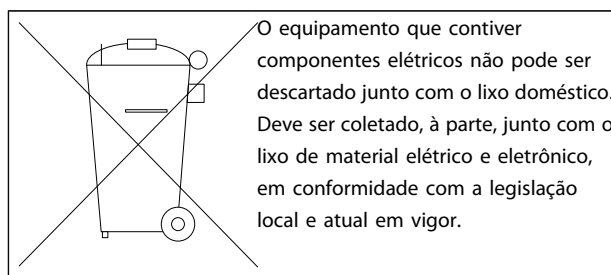 O equipamento que contiver
componentes elétricos não pode ser
descartado junto com o lixo doméstico.
Deve ser coletado, à parte, junto com o
lixo de material elétrico e eletrônico,
em conformidade com a legislação
local e atual em vigor.